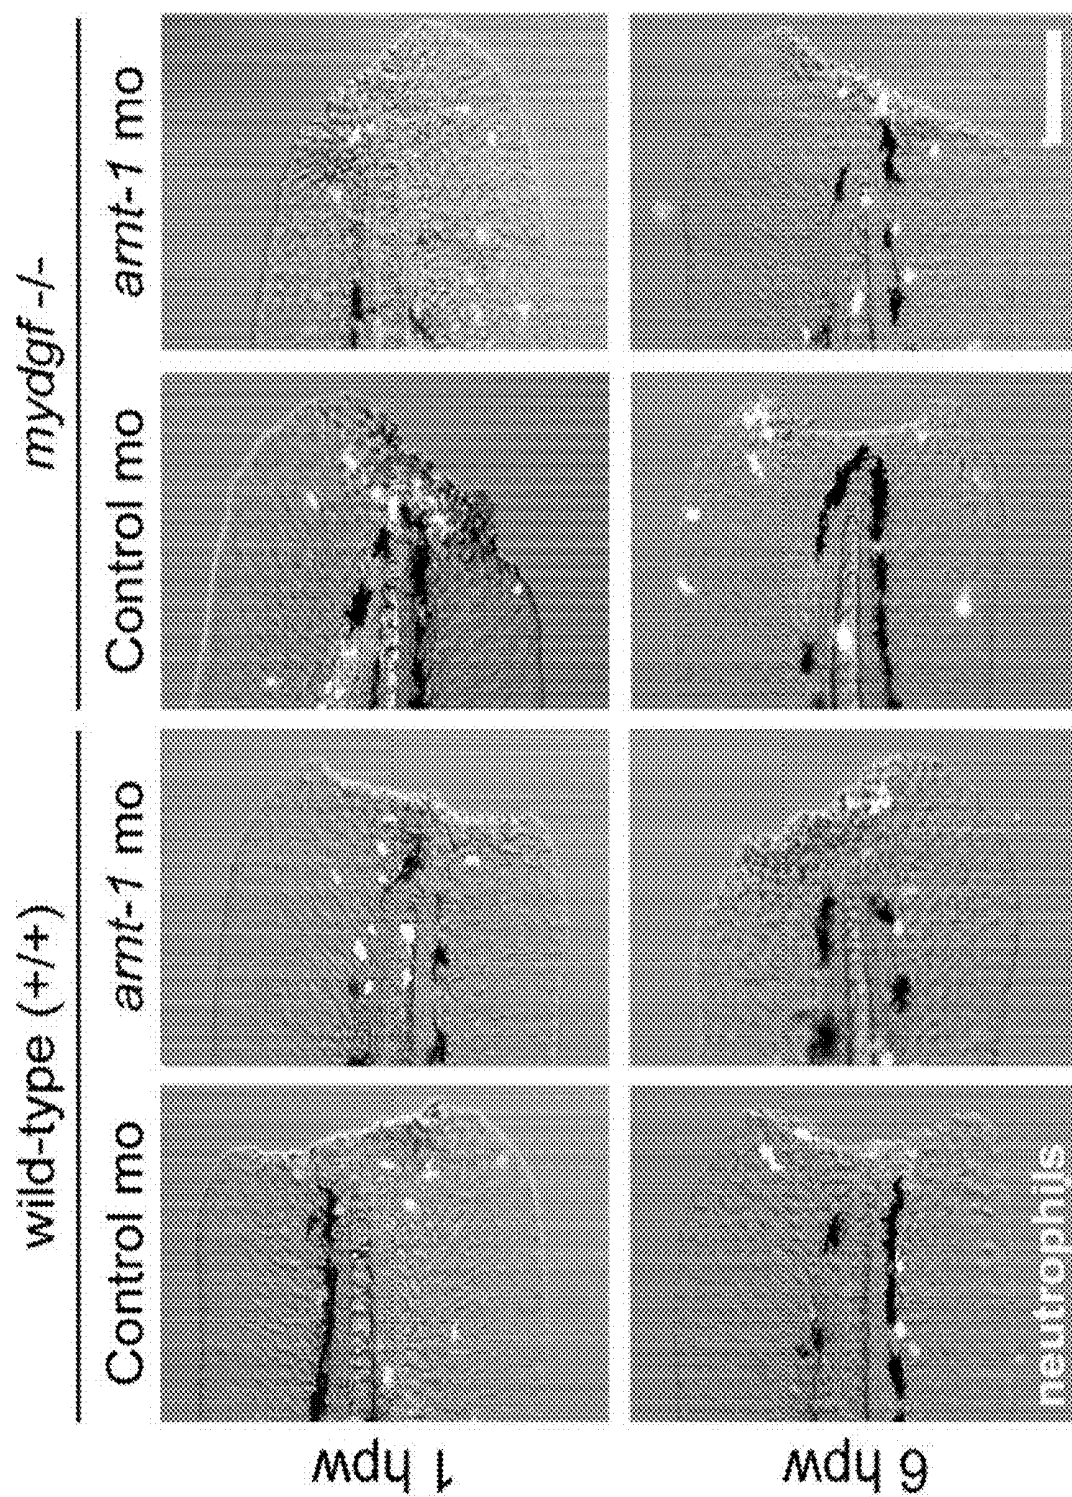 wild-type (+/+)
mydgf -/-
Control mo
arnt-1 mo
Control mo
arnt-1 mo
1 hpw
6 hpw
neutrophils